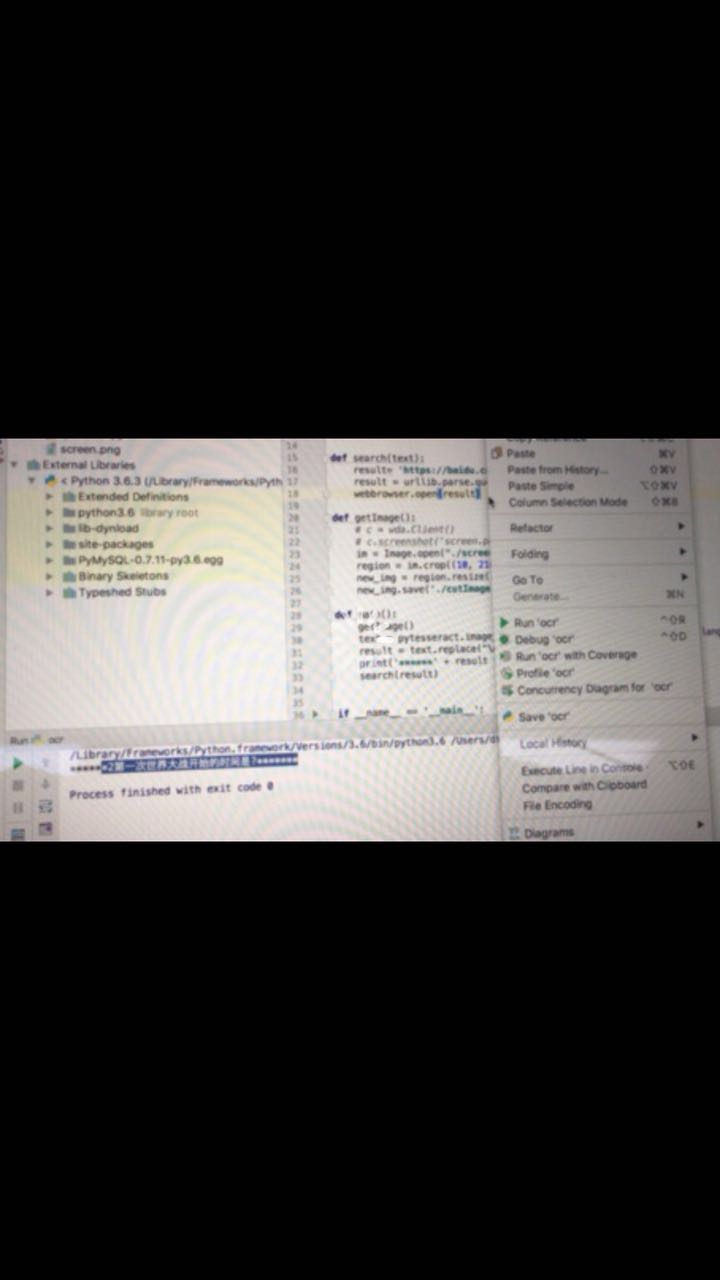 screen.png
External Libraries
< Python 3.6.3 (/Library/Frameworks/Pyth
Extended Definitions
python3.6 library root
lib-dynload
site-packages
PyMySQL-0.7.11-py3.6.egg
Binary Skeletons
Typeshed Stubs
14
15 def search(text):
16 result= 'https://baidu.c
17 result = urllib.parse.qu
18 webbrowser.open(result)
19
20 def getImage():
21 # c = wda.Client()
22 # c.screenshot('screen.p
23 im = Image.open("./scree
24 region = im.crop((10, 21
25 new_img = region.resize(
26 new_img.save('./cutImage
27
28 def
29
30 pytesseract.image
31 result = text.replace("\
32 print('******' + result
33 search(result)
34
35
36 if __name__ == '__main__':
Paste ⌘V
Paste from History... ⇧⌘V
Paste Simple ⌥⇧⌘V
Column Selection Mode ⇧⌘8
Refactor
Folding
Go To
Generate... ⌘N
Run 'ocr' ^⇧R
Debug 'ocr' ^⇧D
Run 'ocr' with Coverage
Profile 'ocr'
Concurrency Diagram for 'ocr'
Save 'ocr'
Local History
Execute Line in Console ⌥⇧E
Compare with Clipboard
File Encoding
Diagrams
lang
Run ocr
/Library/Frameworks/Python.framework/Versions/3.6/bin/python3.6 /Users/d
******2第一次世界大战开始的时间是?*******
Process finished with exit code 0